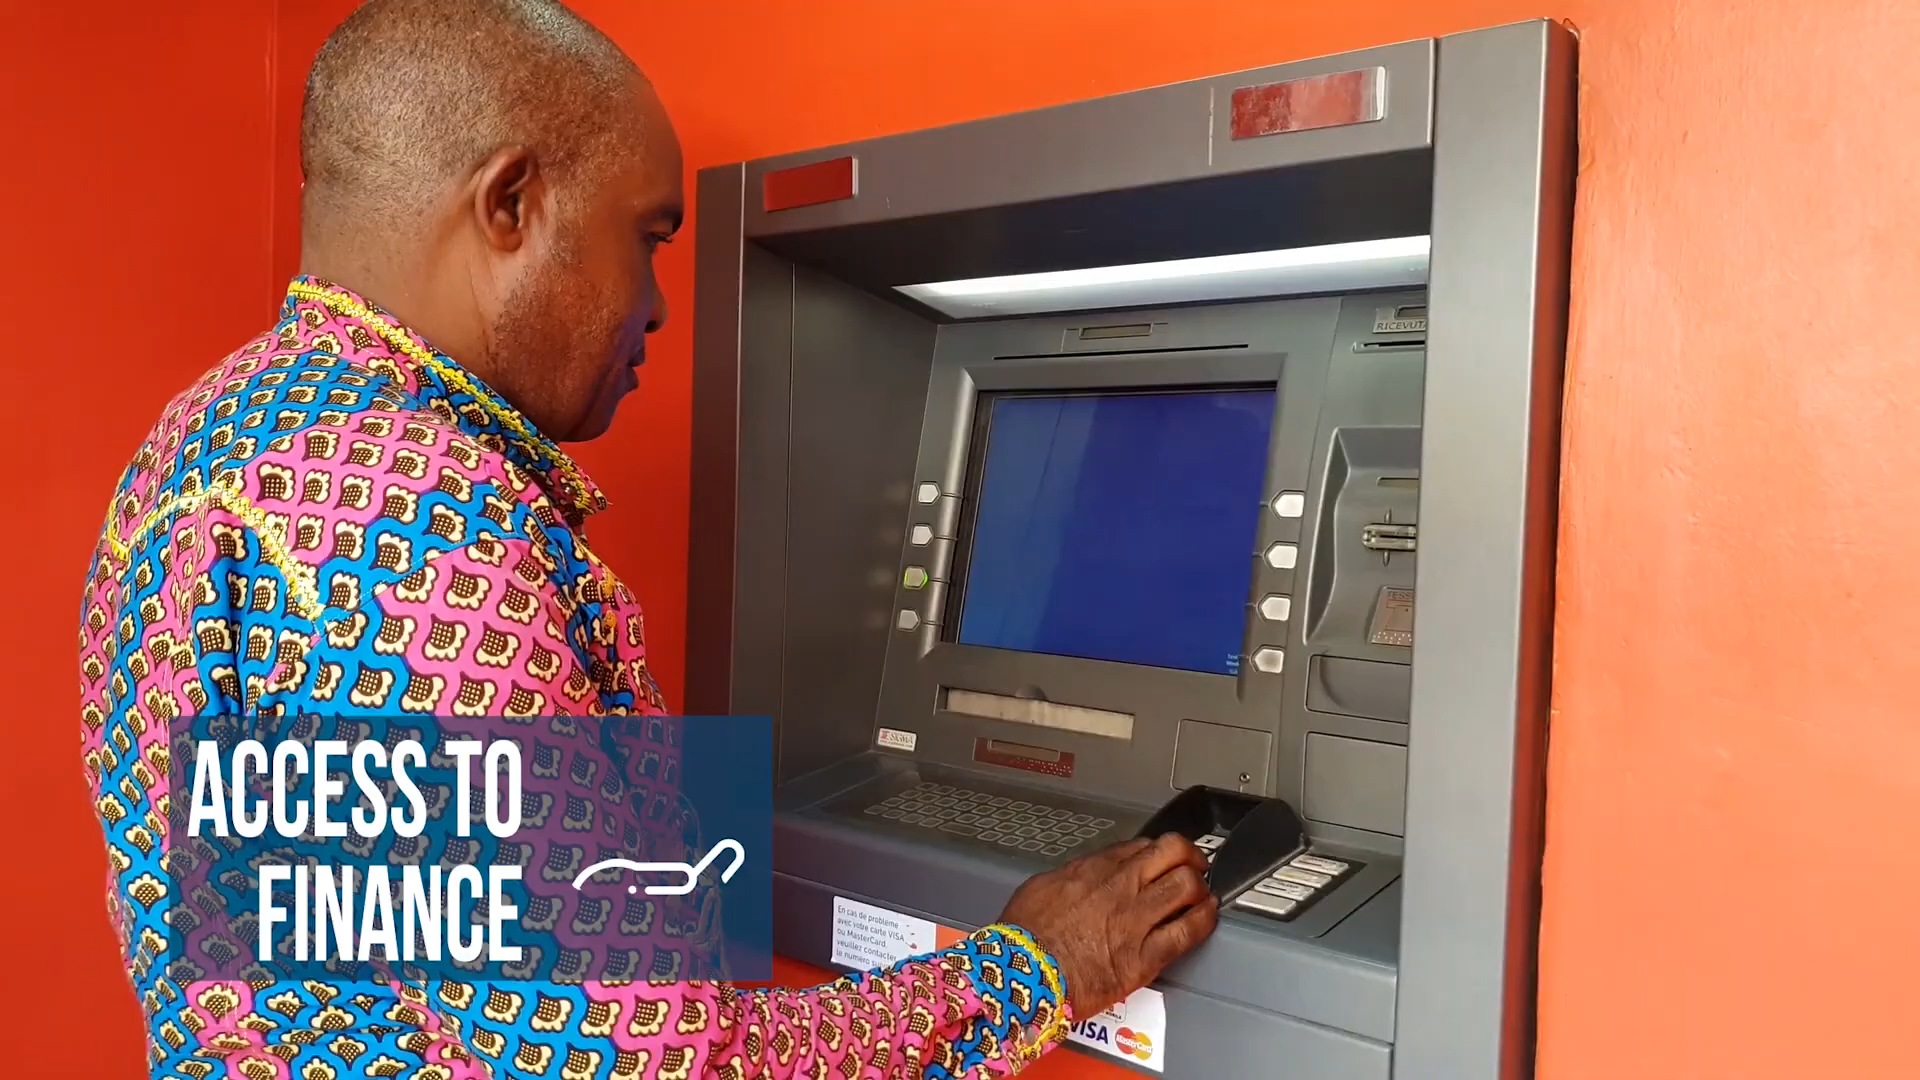 RICEVUTA
SIGMA
ACCESS TO
FINANCE
En cas de problème
avec votre carte VISA
ou MasterCard,
veuillez contacter
le numéro
VISA
MasterCard